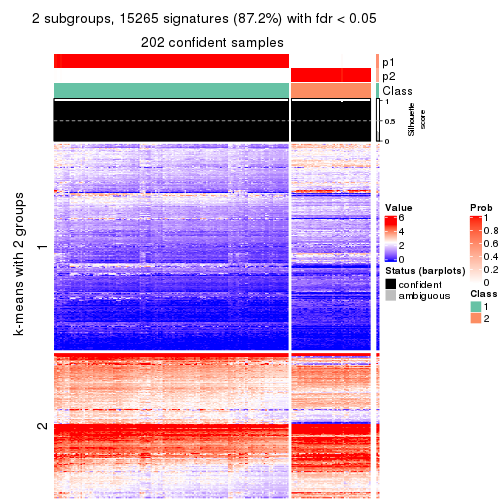 2 subgroups, 15265 signatures (87.2%) with fdr < 0.05
202 confident samples
p1
p2
Class
1
0.5
0
Silhouette
score
k-means with 2 groups
1
2
Value
6
4
2
0
Status (barplots)
confident
ambiguous
Prob
1
0.8
0.6
0.4
0.2
0
Class
1
2